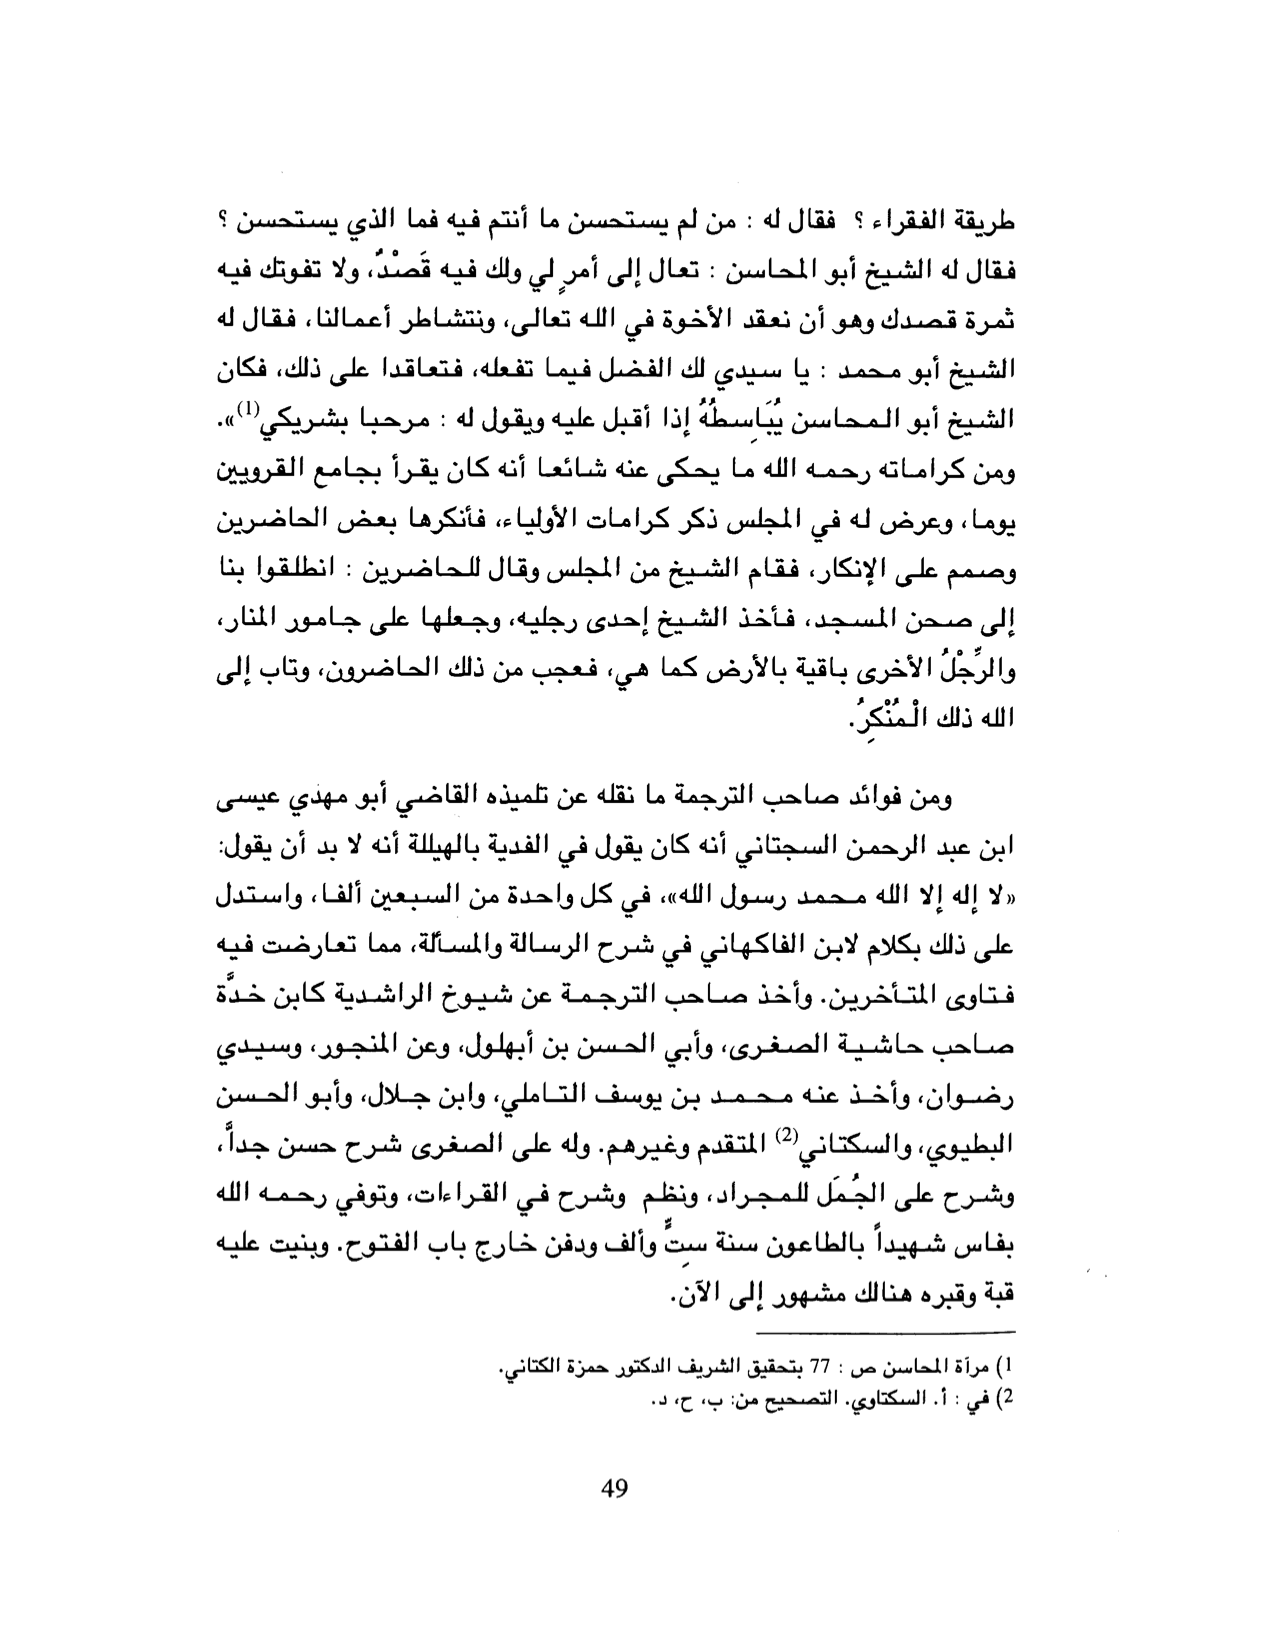 طريقة الفقراء ؟ فقال له : من لم يستحسن ما أنتم فيه فما الذي يستحسن ؟
فقال له الشيخ أبو المحاسن : تعال إلى أمرٍ لي ولك فيه قَصْدٌ، ولا تفوتك فيه
ثمرة قصدك وهو أن نعقد الأخوة في الله تعالى، ونتشاطر أعمالنا، فقال له
الشيخ أبو محمد : يا سيدي لك الفضل فيما تفعله، فتعاقدا على ذلك، فكان
الشيخ أبو المحاسن يُبَاسِطُهُ إذا أقبل عليه ويقول له : مرحبا بشريكي(1)».
ومن كراماته رحمه الله ما يحكى عنه شائعا أنه كان يقرأ بجامع القرويين
يوما، وعرض له في المجلس ذكر كرامات الأولياء، فأنكرها بعض الحاضرين
وصمم على الإنكار، فقام الشيخ من المجلس وقال للحاضرين : انطلقوا بنا
إلى صحن المسجد، فأخذ الشيخ إحدى رجليه، وجعلها على جامور المنار،
والرِّجْلُ الأخرى باقية بالأرض كما هي، فعجب من ذلك الحاضرون، وتاب إلى
الله ذلك الْمُنْكِرُ.
ومن فوائد صاحب الترجمة ما نقله عن تلميذه القاضي أبو مهدي عيسى
ابن عبد الرحمن السجتاني أنه كان يقول في الفدية بالهيللة أنه لا بد أن يقول:
«لا إله إلا الله محمد رسول الله»، في كل واحدة من السبعين ألفا، واستدل
على ذلك بكلام لابن الفاكهاني في شرح الرسالة والمسألة، مما تعارضت فيه
فتاوى المتأخرين. وأخذ صاحب الترجمة عن شيوخ الراشدية كابن خدَّة
صاحب حاشية الصغرى، وأبي الحسن بن أبهلول، وعن المنجور، وسيدي
رضوان، وأخذ عنه محمد بن يوسف التاملي، وابن جلال، وأبو الحسن
البطيوي، والسكتاني(2) المتقدم وغيرهم. وله على الصغرى شرح حسن جداًّ،
وشرح على الجُمَل للمجراد، ونظم وشرح في القراءات، وتوفي رحمه الله
بفاس شهيداً بالطاعون سنة سِتٍّ وألف ودفن خارج باب الفتوح. وبنيت عليه
قبة وقبره هنالك مشهور إلى الآن.
1) مرآة المحاسن ص : 77 بتحقيق الشريف الدكتور حمزة الكتاني.
2) في : أ. السكتاوي. التصحيح من: ب، ح، د.
49